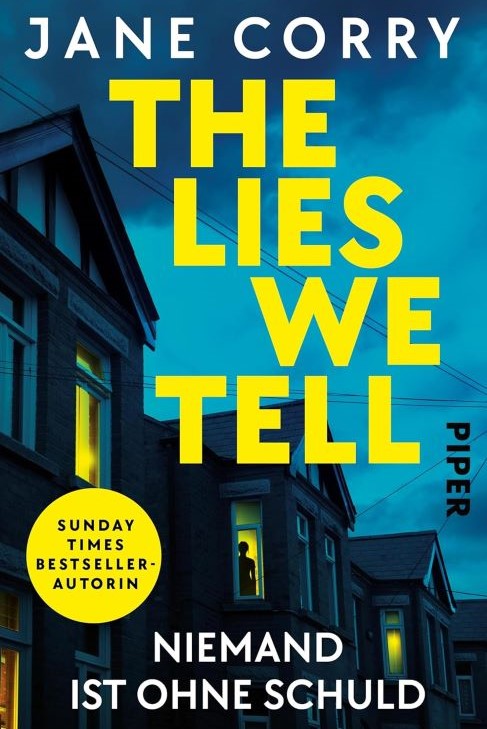 JANE CORRY
THE
LIES
WE
TELL
PIPER
SUNDAY
TIMES
BESTSELLER-
AUTORIN
NIEMAND
IST OHNE SCHULD